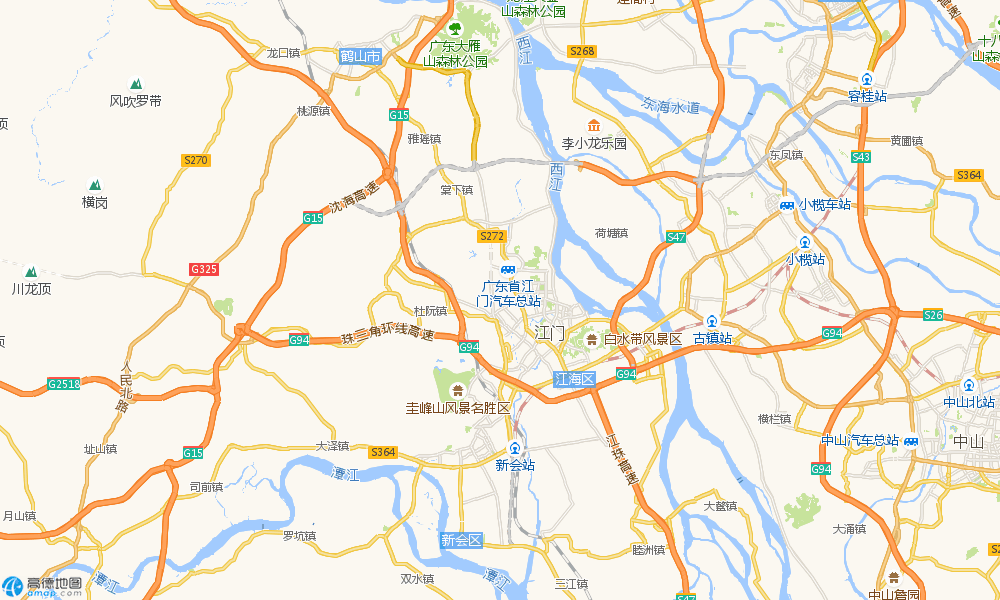 山森林公园
高速
龙口镇
鹤山市
广东大雁
山森林公园
西江
S268
十八
山森林
容桂站
风吹罗带
桃源镇
G15
雅瑶镇
东海水道
李小龙乐园
黄圃镇
东凤镇
S43
S270
横岗
沈海高速
G15
棠下镇
西江
S364
小榄车站
S272
荷塘镇
S47
小榄站
川龙顶
G325
广东省江
门汽车总站
杜阮镇
珠三角环线高速
G94
G94
江门
白水带风景区
古镇站
G94
S26
G2518
人民北路
圭峰山风景名胜区
江海区
G94
中山北站
横栏镇
中山汽车总站
中山
址山镇
G15
大泽镇
S364
新会站
江珠高速
G94
潭江
司前镇
月山镇
罗坑镇
新会区
大鳌镇
大涌镇
睦洲镇
双水镇
潭江
三江镇
S47
中山詹园
潭江
高德地图
amap.com